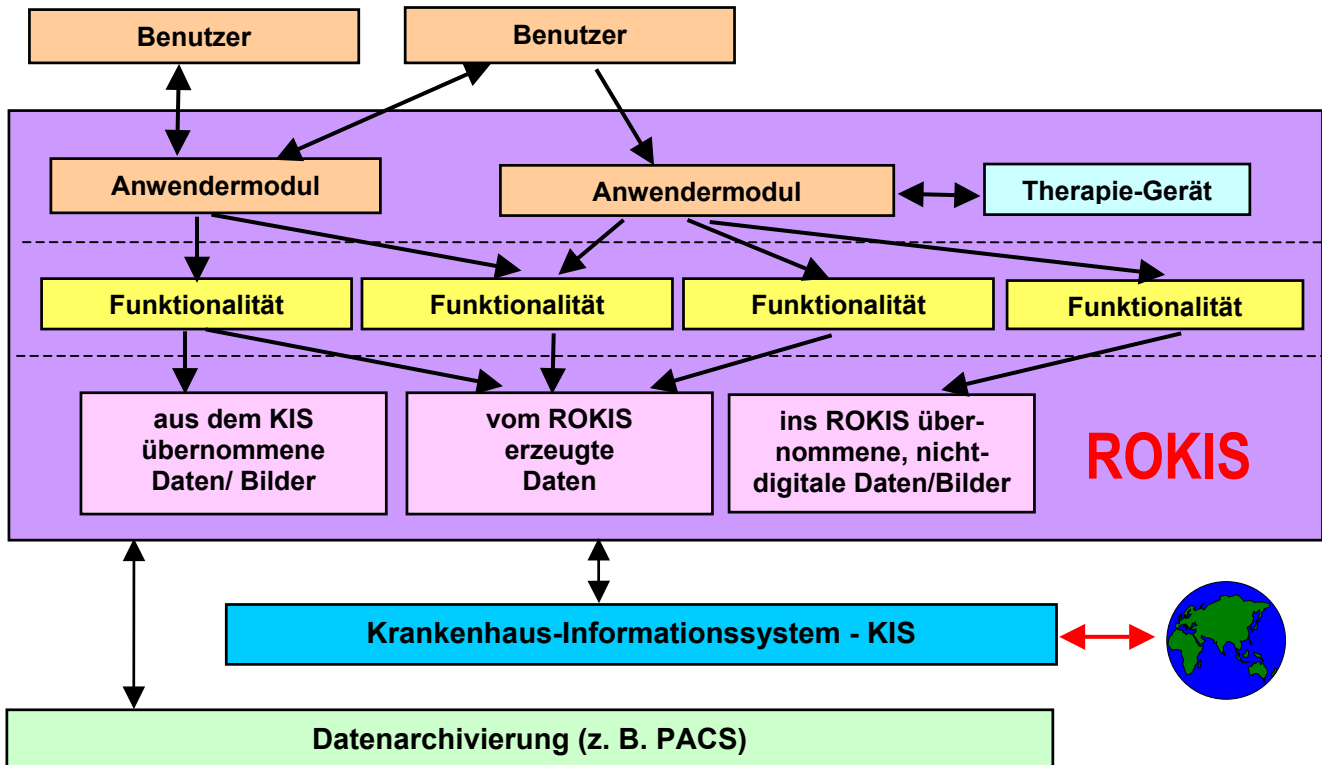 Benutzer
Benutzer
Anwendermodul
Anwendermodul
Therapie-Gerät
Funktionalität
Funktionalität
Funktionalität
Funktionalität
aus dem KIS
übernommene
Daten/ Bilder
vom ROKIS
erzeugte
Daten
ins ROKIS über-
nommene, nicht-
digitale Daten/Bilder
ROKIS
Krankenhaus-Informationssystem - KIS
Datenarchivierung (z. B. PACS)